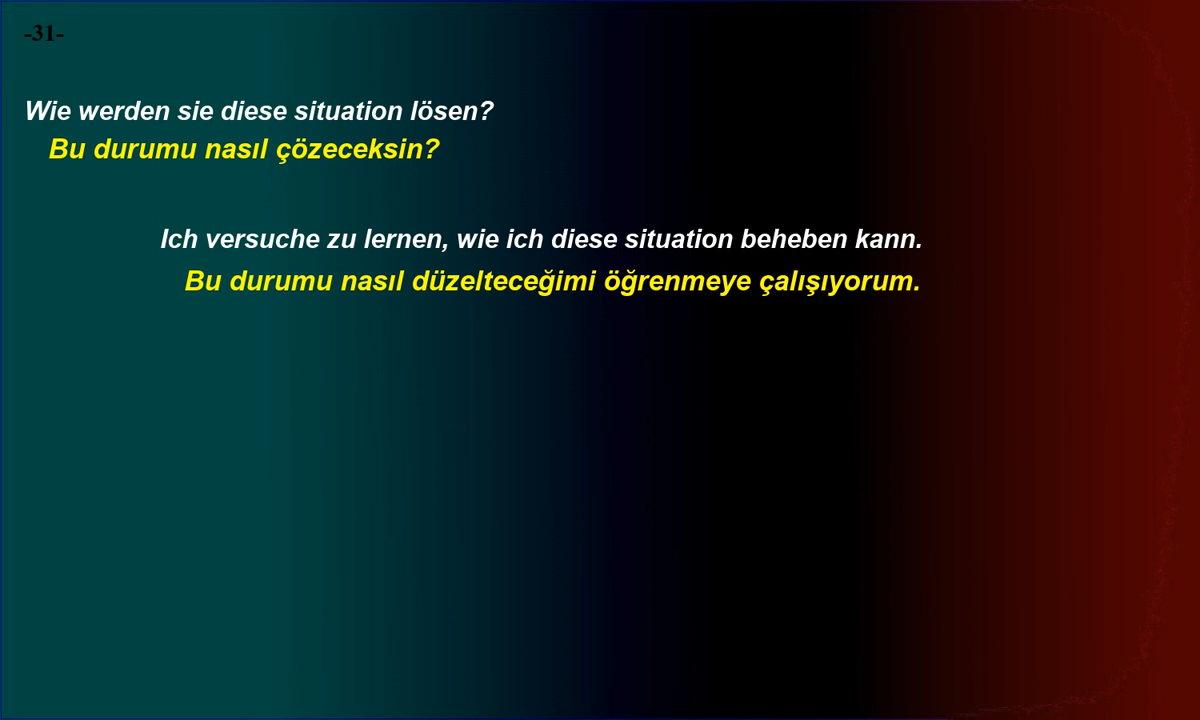 -31-
Wie werden sie diese situation lösen?
Bu durumu nasıl çözeceksin?
Ich versuche zu lernen, wie ich diese situation beheben kann.
Bu durumu nasıl düzelteceğimi öğrenmeye çalışıyorum.